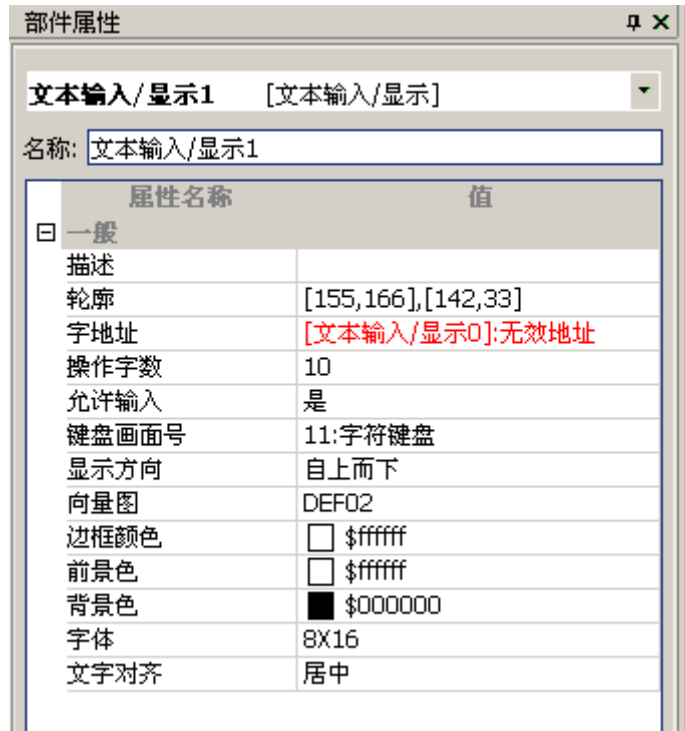 部件属性
文本输入/显示1 [文本输入/显示]
名称: 文本输入/显示1
属性名称 值
一般
描述
轮廓 [155,166],[142,33]
字地址 [文本输入/显示0]:无效地址
操作字数 10
允许输入 是
键盘画面号 11:字符键盘
显示方向 自上而下
向量图 DEF02
边框颜色 $ffffff
前景色 $ffffff
背景色 $000000
字体 8X16
文字对齐 居中